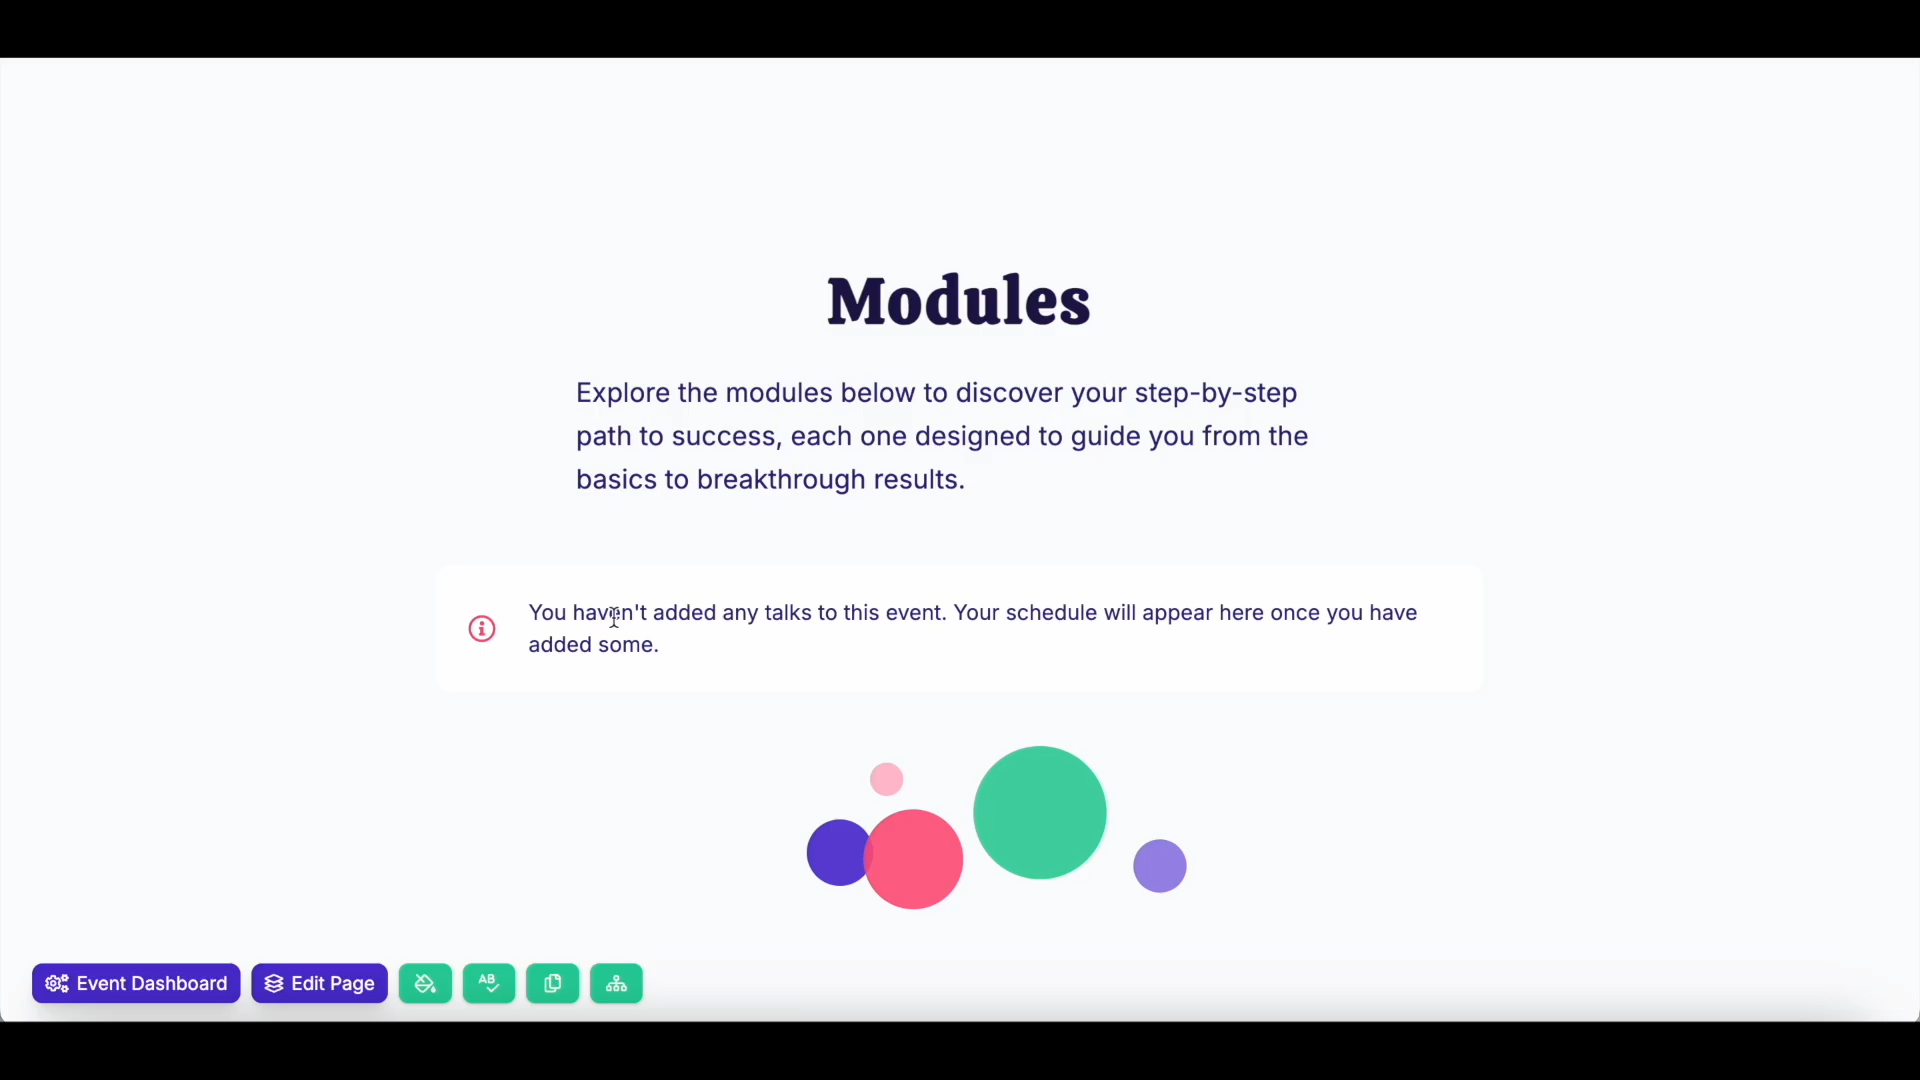 Modules
Explore the modules below to discover your step-by-step
path to success, each one designed to guide you from the
basics to breakthrough results.
You haven't added any talks to this event. Your schedule will appear here once you have
added some.
Event Dashboard
Edit Page
AB